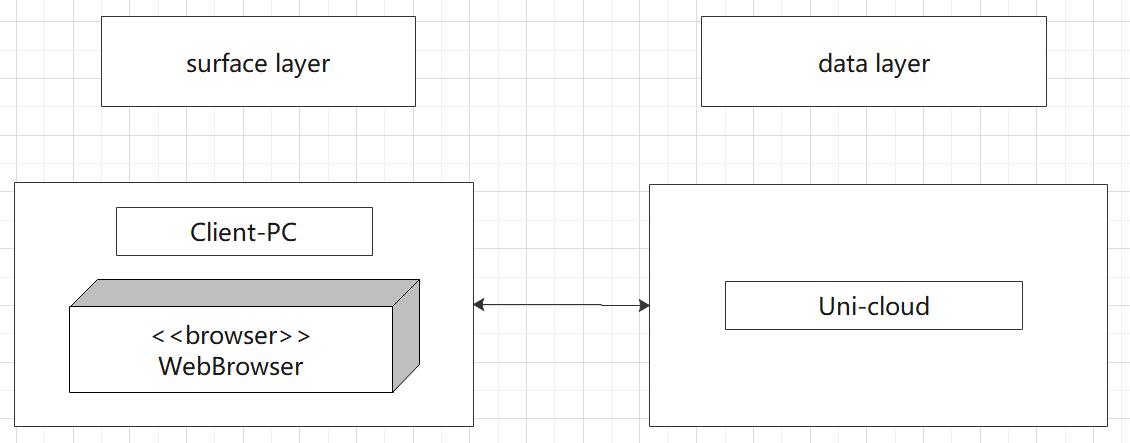 surface layer
data layer
Client-PC
<<browser>>
WebBrowser
Uni-cloud